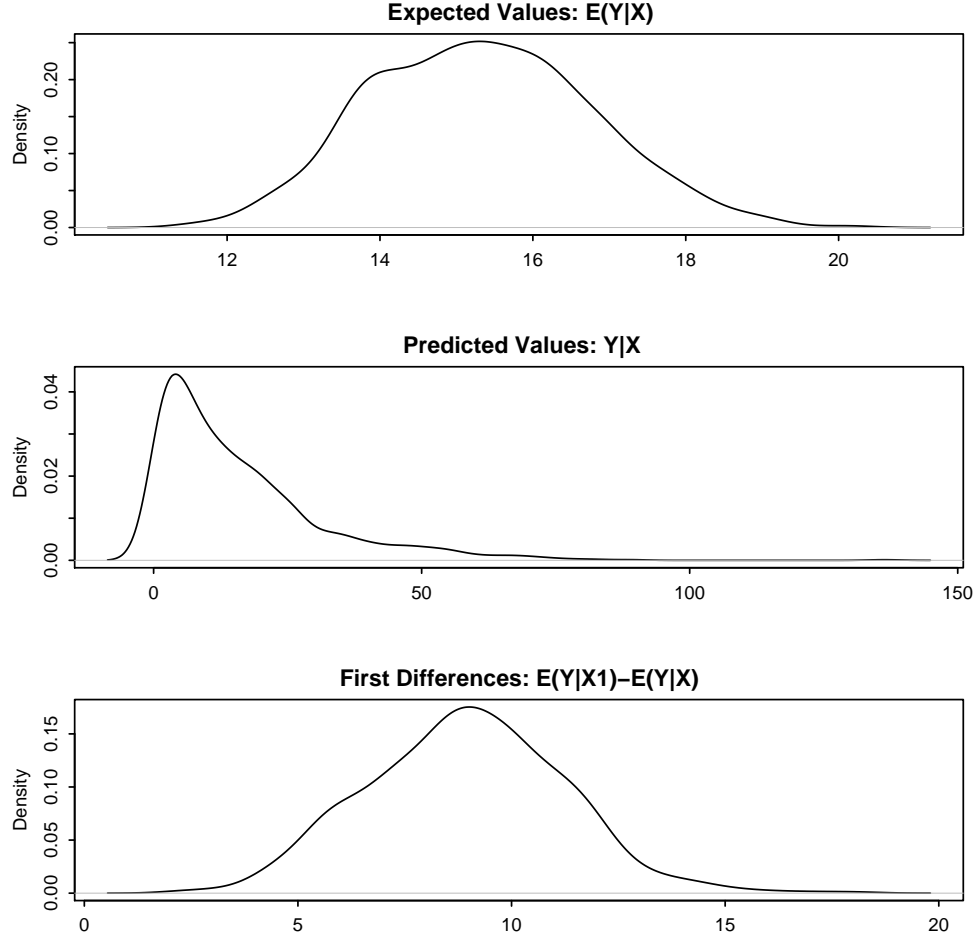 Expected Values: E(Y|X)
Density
0.00 0.10 0.20
12 14 16 18 20
Predicted Values: Y|X
Density
0.00 0.02 0.04
0 50 100 150
First Differences: E(Y|X1)−E(Y|X)
Density
0.00 0.05 0.10 0.15
0 5 10 15 20